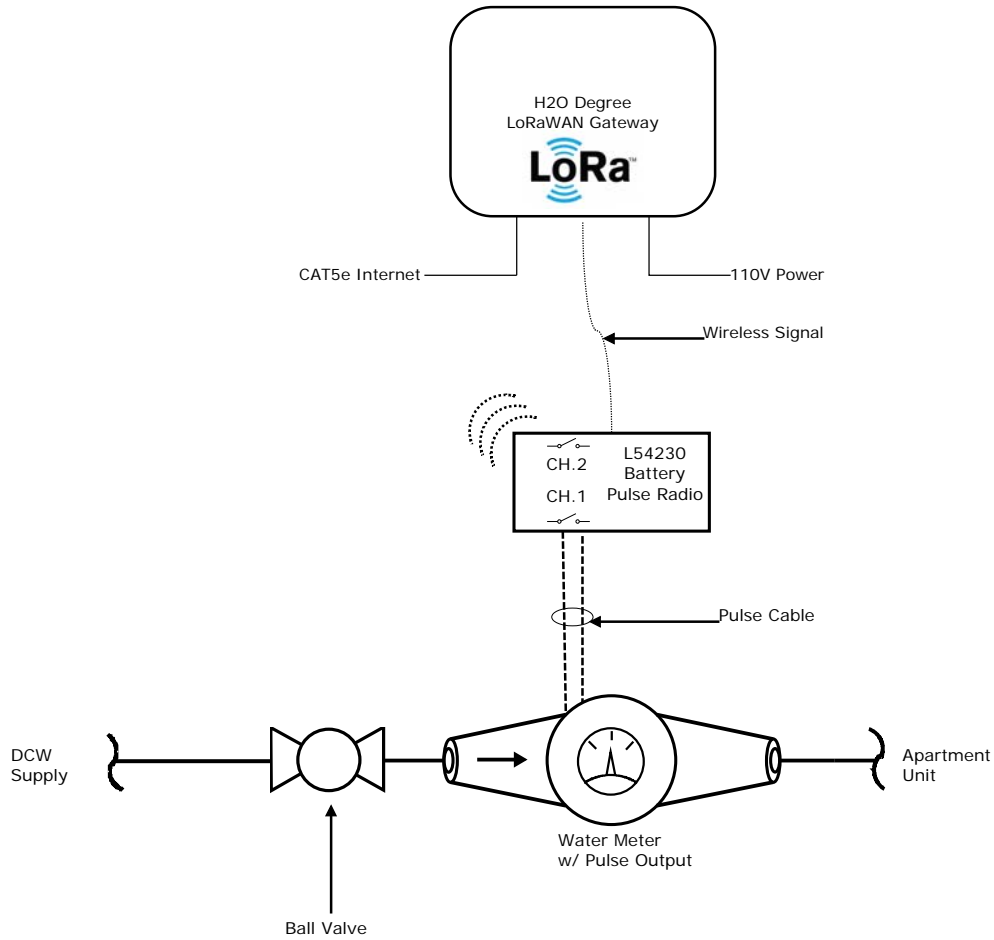 H2O Degree
LoRaWAN Gateway
LoRa™
CAT5e Internet
110V Power
Wireless Signal
CH.2
CH.1
L54230
Battery
Pulse Radio
Pulse Cable
DCW
Supply
Apartment
Unit
Water Meter
w/ Pulse Output
Ball Valve